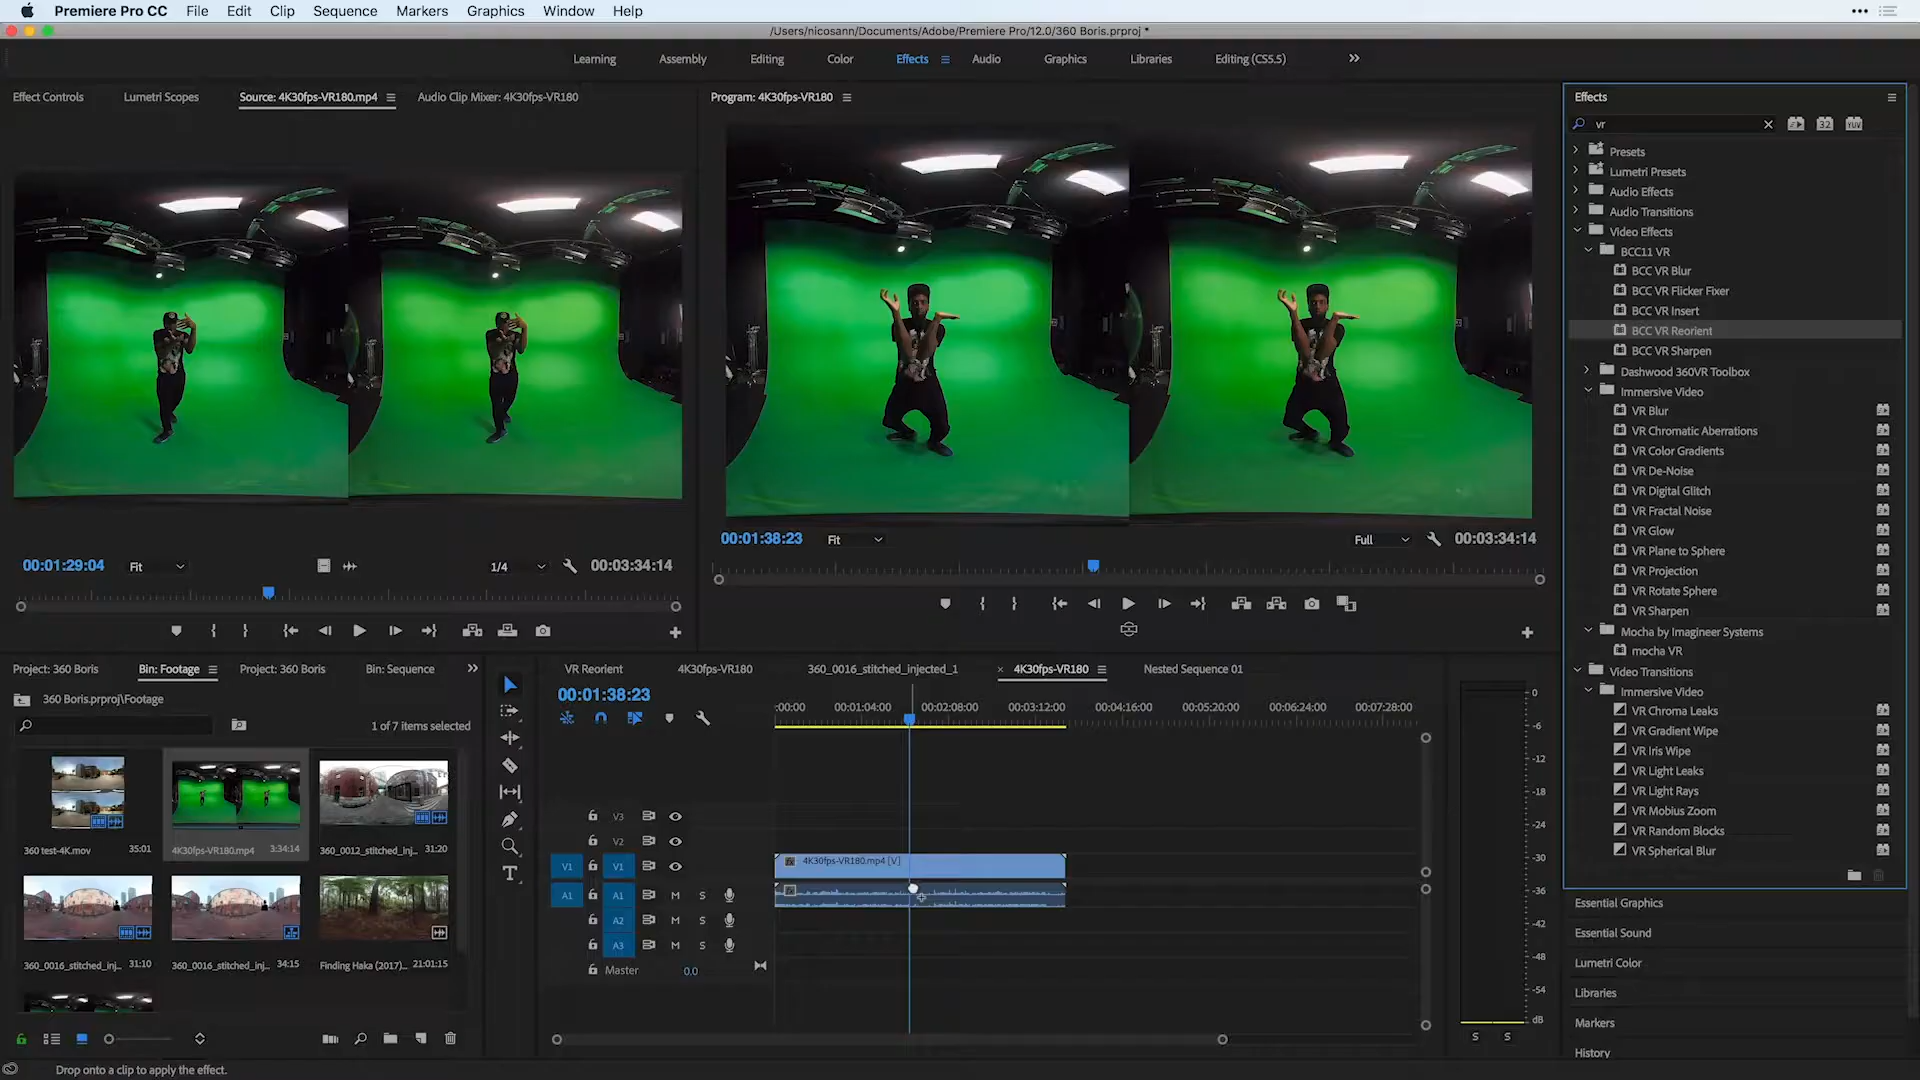 Premiere Pro CC File Edit Clip Sequence Markers Graphics Window Help
/Users/nicosann/Documents/Adobe/Premiere Pro/12.0/360 Boris.prproj *
Learning Assembly Editing Color Effects Audio Graphics Libraries Editing (CS5.5)
Effect Controls Lumetri Scopes Source: 4K30fps-VR180.mp4 Audio Clip Mixer: 4K30fps-VR180
00:01:29:04 Fit 1/4 00:03:34:14
Program: 4K30fps-VR180
00:01:38:23 Fit Full 00:03:34:14
Effects
vr
32 YUV
Presets
Lumetri Presets
Audio Effects
Audio Transitions
Video Effects
BCC11 VR
BCC VR Blur
BCC VR Flicker Fixer
BCC VR Insert
BCC VR Reorient
BCC VR Sharpen
Dashwood 360VR Toolbox
Immersive Video
VR Blur
VR Chromatic Aberrations
VR Color Gradients
VR De-Noise
VR Digital Glitch
VR Fractal Noise
VR Glow
VR Plane to Sphere
VR Projection
VR Rotate Sphere
VR Sharpen
Mocha by Imagineer Systems
mocha VR
Video Transitions
Immersive Video
VR Chroma Leaks
VR Gradient Wipe
VR Iris Wipe
VR Light Leaks
VR Light Rays
VR Mobius Zoom
VR Random Blocks
VR Spherical Blur
Essential Graphics
Essential Sound
Lumetri Color
Libraries
Markers
History
Project: 360 Boris Bin: Footage Project: 360 Boris Bin: Sequence
360 Boris.prproj\Footage
1 of 7 items selected
360 test-4K.mov 35:01
4K30fps-VR180.mp4 3:34:14
360_0012_stitched_inj... 31:20
360_0016_stitched_inj... 31:10
360_0016_stitched_inj... 34:15
Finding Haka (2017)... 21:01:15
VR Reorient 4K30fps-VR180 360_0016_stitched_injected_1 × 4K30fps-VR180 Nested Sequence 01
00:01:38:23
:00:00 00:01:04:00 00:02:08:00 00:03:12:00 00:04:16:00 00:05:20:00 00:06:24:00 00:07:28:00
V3
V2
V1 V1 4K30fps-VR180.mp4 [V]
A1 A1 M S
A2 M S
A3 M S
Master 0.0
0
-6
-12
-18
-24
-30
-36
-42
-48
-54
dB
S S
Drop onto a clip to apply the effect.